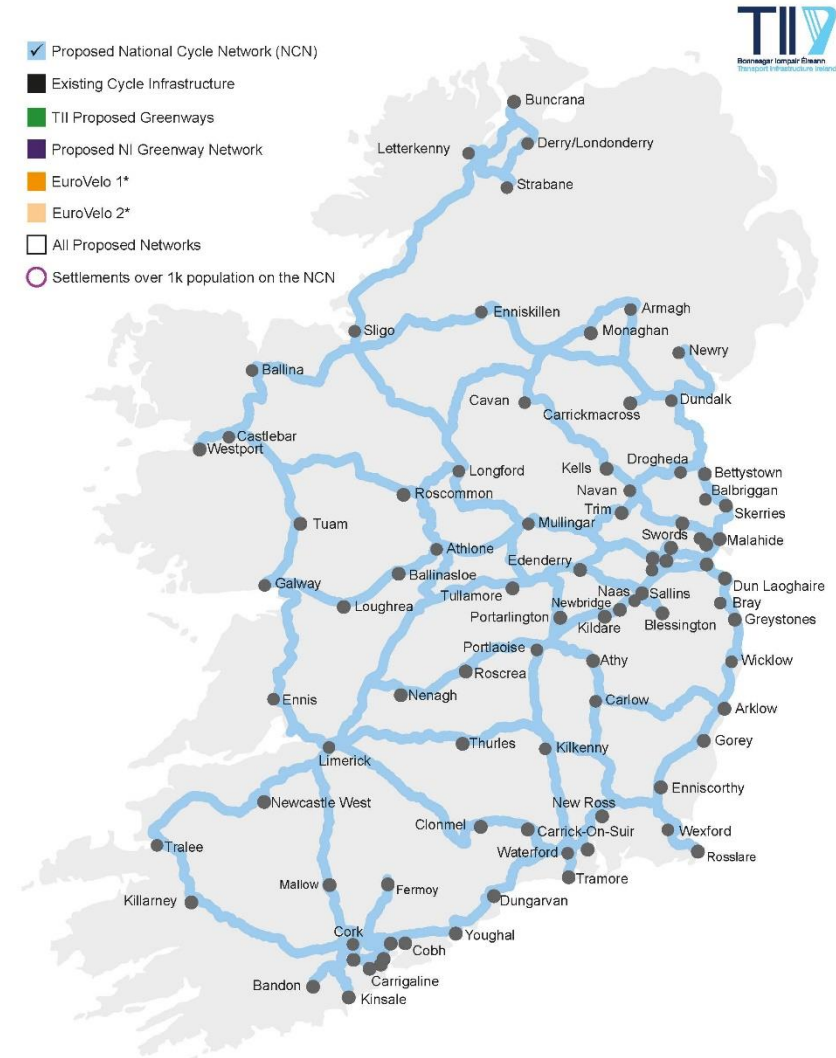 TII
Bonneagar Iompair Éireann
Transport Infrastructure Ireland
Proposed National Cycle Network (NCN)
Existing Cycle Infrastructure
TII Proposed Greenways
Proposed NI Greenway Network
EuroVelo 1*
EuroVelo 2*
All Proposed Networks
Settlements over 1k population on the NCN
Buncrana
Derry/Londonderry
Letterkenny
Strabane
Armagh
Enniskillen
Sligo
Monaghan
Newry
Ballina
Cavan
Carrickmacross
Dundalk
Castlebar
Westport
Drogheda
Longford
Kells
Bettystown
Navan
Balbriggan
Roscommon
Trim
Skerries
Tuam
Mullingar
Swords
Malahide
Athlone
Edenderry
Ballinasloe
Galway
Tullamore
Naas
Sallins
Dun Laoghaire
Loughrea
Newbridge
Bray
Portarlington
Kildare
Blessington
Greystones
Portlaoise
Athy
Wicklow
Roscrea
Ennis
Nenagh
Carlow
Arklow
Thurles
Kilkenny
Gorey
Limerick
Enniscorthy
Newcastle West
New Ross
Clonmel
Carrick-On-Suir
Wexford
Tralee
Waterford
Rosslare
Mallow
Fermoy
Tramore
Killarney
Dungarvan
Cork
Youghal
Cobh
Carrigaline
Bandon
Kinsale